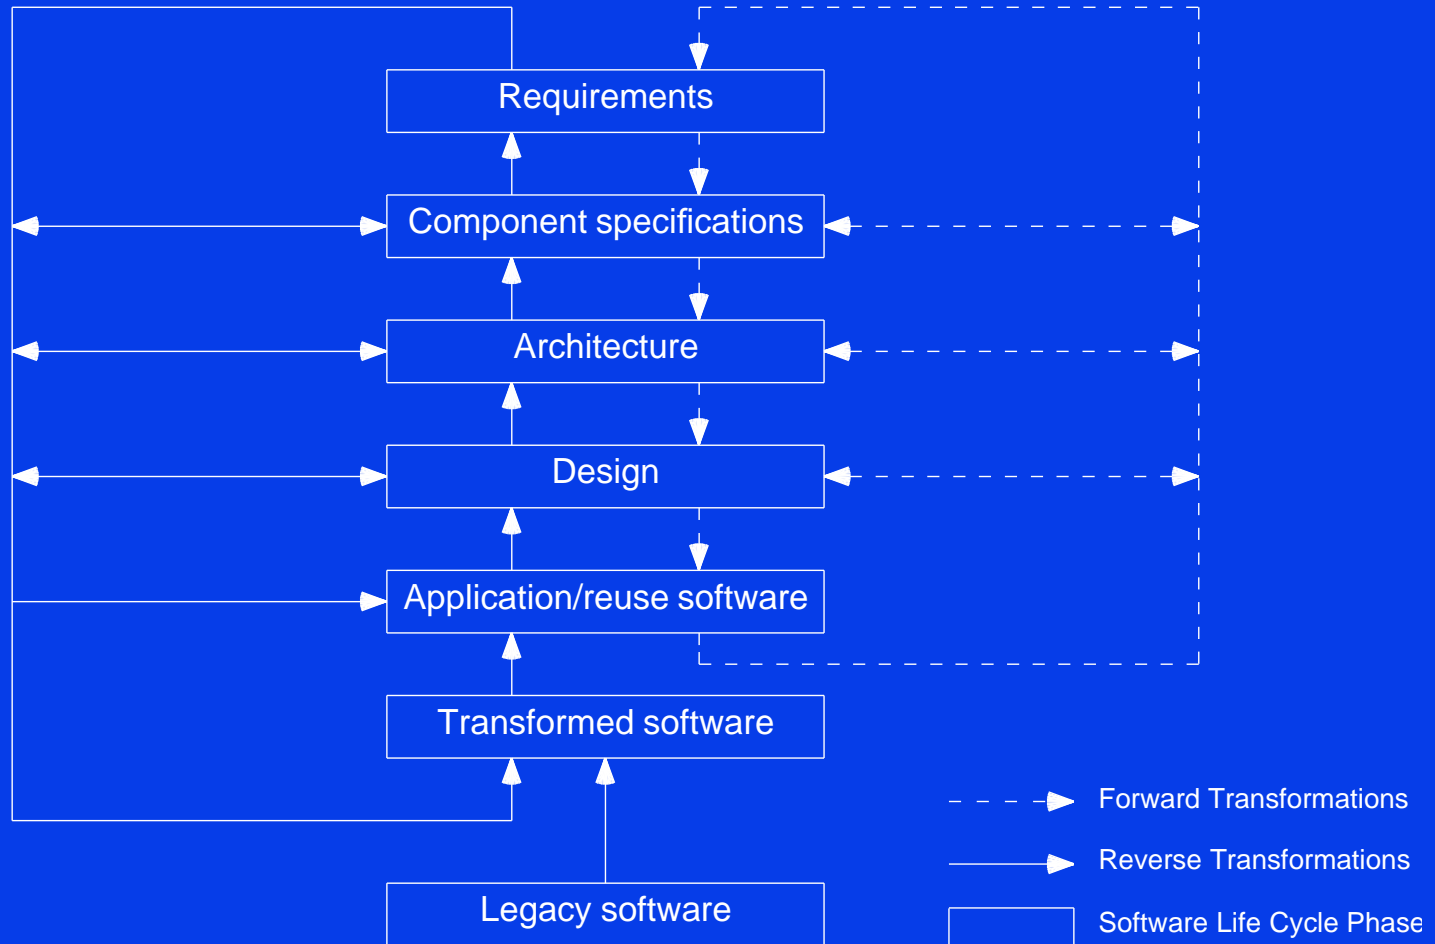 Requirements
Component specifications
Architecture
Design
Application/reuse software
Transformed software
Legacy software
Forward Transformations
Reverse Transformations
Software Life Cycle Phase